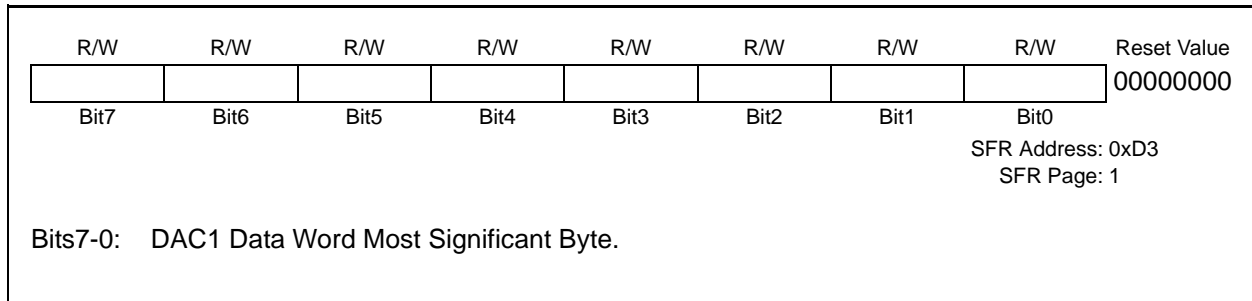 R/W R/W R/W R/W R/W R/W R/W R/W Reset Value
00000000
Bit7 Bit6 Bit5 Bit4 Bit3 Bit2 Bit1 Bit0
SFR Address: 0xD3
SFR Page: 1
Bits7-0: DAC1 Data Word Most Significant Byte.